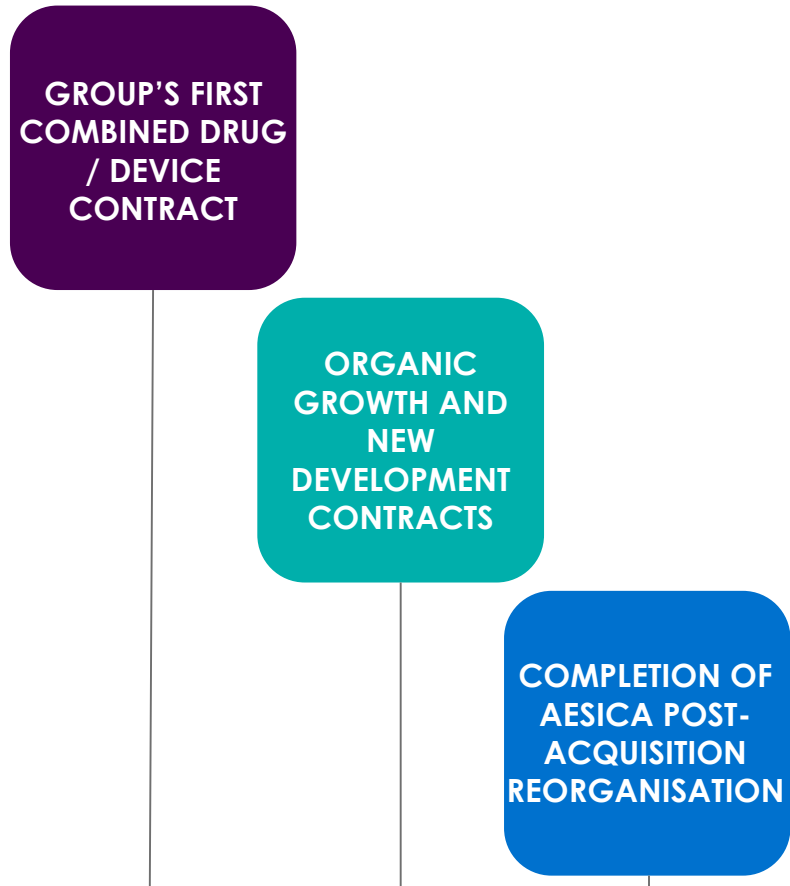 GROUP’S FIRST
COMBINED DRUG
/ DEVICE
CONTRACT
ORGANIC
GROWTH AND
NEW
DEVELOPMENT
CONTRACTS
COMPLETION OF
AESICA POST-
ACQUISITION
REORGANISATION